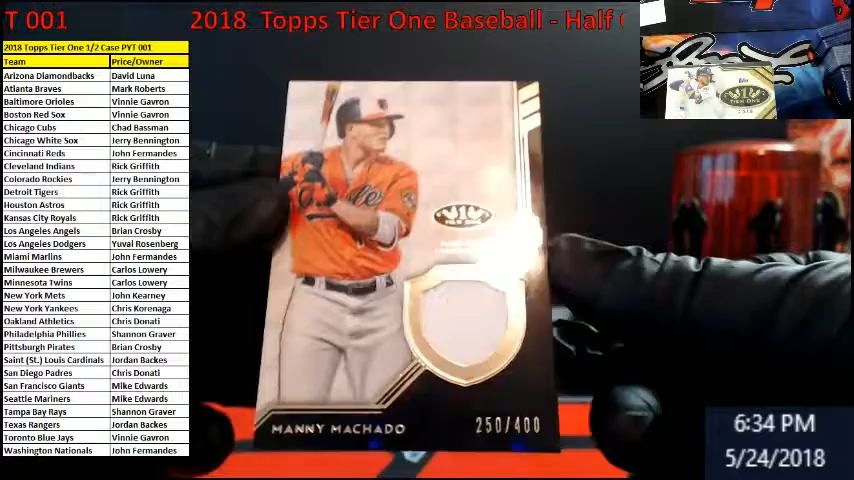 T 001
2018 Topps Tier One Baseball - Half
2018 Topps Tier One 1/2 Case PYT 001
Team Price/Owner
Arizona Diamondbacks David Luna
Atlanta Braves Mark Roberts
Baltimore Orioles Vinnie Gavron
Boston Red Sox Vinnie Gavron
Chicago Cubs Chad Bassman
Chicago White Sox Jerry Bennington
Cincinnati Reds John Fernandes
Cleveland Indians Rick Griffith
Colorado Rockies Jerry Bennington
Detroit Tigers Rick Griffith
Houston Astros Rick Griffith
Kansas City Royals Rick Griffith
Los Angeles Angels Brian Crosby
Los Angeles Dodgers Yuval Rosenberg
Miami Marlins John Fernandes
Milwaukee Brewers Carlos Lowery
Minnesota Twins Carlos Lowery
New York Mets John Kearney
New York Yankees Chris Korenaga
Oakland Athletics Chris Donati
Philadelphia Phillies Shannon Graver
Pittsburgh Pirates Brian Crosby
Saint (St.) Louis Cardinals Jordan Backes
San Diego Padres Chris Donati
San Francisco Giants Mike Edwards
Seattle Mariners Mike Edwards
Tampa Bay Rays Shannon Graver
Texas Rangers Jordan Backes
Toronto Blue Jays Vinnie Gavron
Washington Nationals John Fernandes
TIER ONE
MANNY MACHADO
250/400
TIER ONE
6:34 PM
5/24/2018